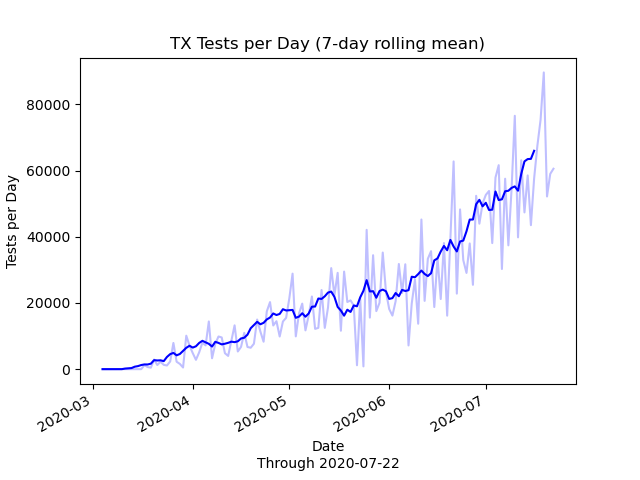 TX Tests per Day (7-day rolling mean)
80000
60000
40000
20000
0
Tests per Day
2020-03
2020-04
2020-05
2020-06
2020-07
Date
Through 2020-07-22